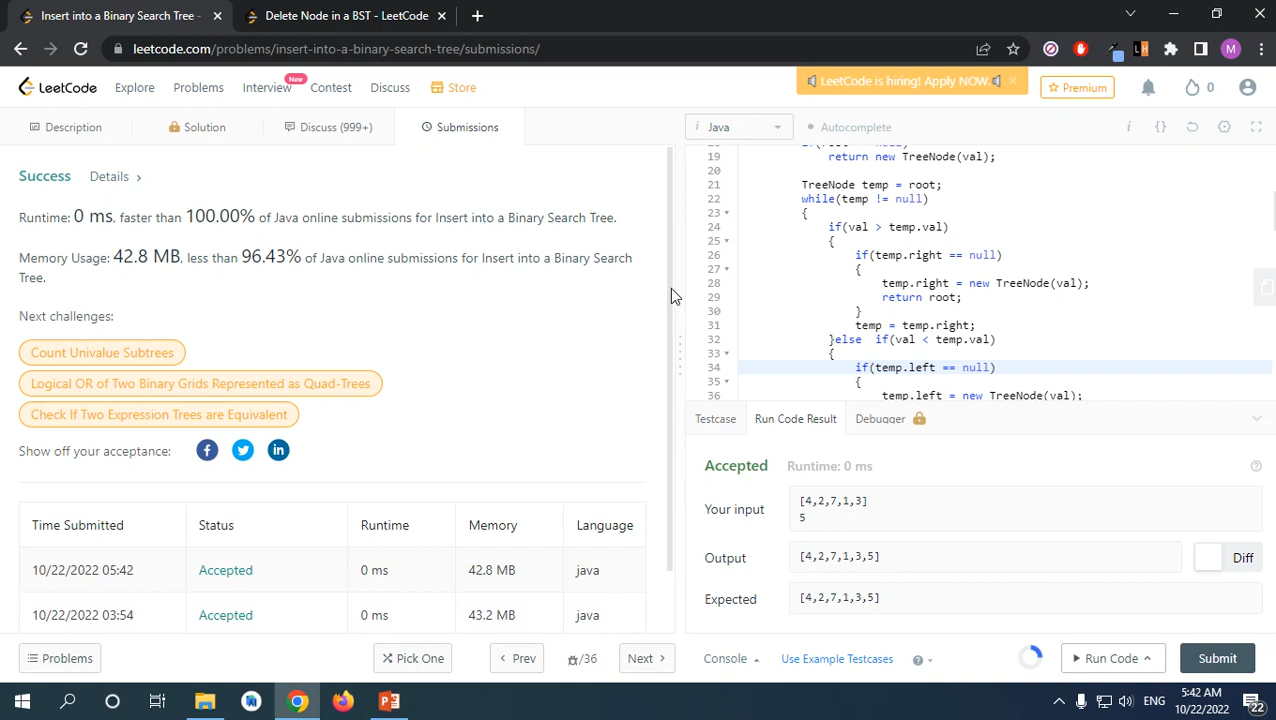 Insert into a Binary Search Tree -
Delete Node in a BST - LeetCode
leetcode.com/problems/insert-into-a-binary-search-tree/submissions/
M
LeetCode
Explore
Problems
Interview
New
Contest
Discuss
Store
LeetCode is hiring! Apply NOW.
Premium
0
Description
Solution
Discuss (999+)
Submissions
i Java
Autocomplete
Success
Details
Runtime: 0 ms, faster than 100.00% of Java online submissions for Insert into a Binary Search Tree.
Memory Usage: 42.8 MB, less than 96.43% of Java online submissions for Insert into a Binary Search
Tree.
Next challenges:
Count Univalue Subtrees
Logical OR of Two Binary Grids Represented as Quad-Trees
Check If Two Expression Trees are Equivalent
Show off your acceptance:
Time Submitted Status Runtime Memory Language
10/22/2022 05:42 Accepted 0 ms 42.8 MB java
10/22/2022 03:54 Accepted 0 ms 43.2 MB java
19 return new TreeNode(val);
20
21 TreeNode temp = root;
22 while(temp != null)
23 {
24 if(val > temp.val)
25 {
26 if(temp.right == null)
27 {
28 temp.right = new TreeNode(val);
29 return root;
30 }
31 temp = temp.right;
32 }else if(val < temp.val)
33 {
34 if(temp.left == null)
35 {
36 temp.left = new TreeNode(val);
Testcase
Run Code Result
Debugger
Accepted
Runtime: 0 ms
Your input
[4,2,7,1,3]
5
Output
[4,2,7,1,3,5]
Diff
Expected
[4,2,7,1,3,5]
Problems
Pick One
Prev
/36
Next
Console
Use Example Testcases
Run Code
Submit
ENG
5:42 AM
10/22/2022
22